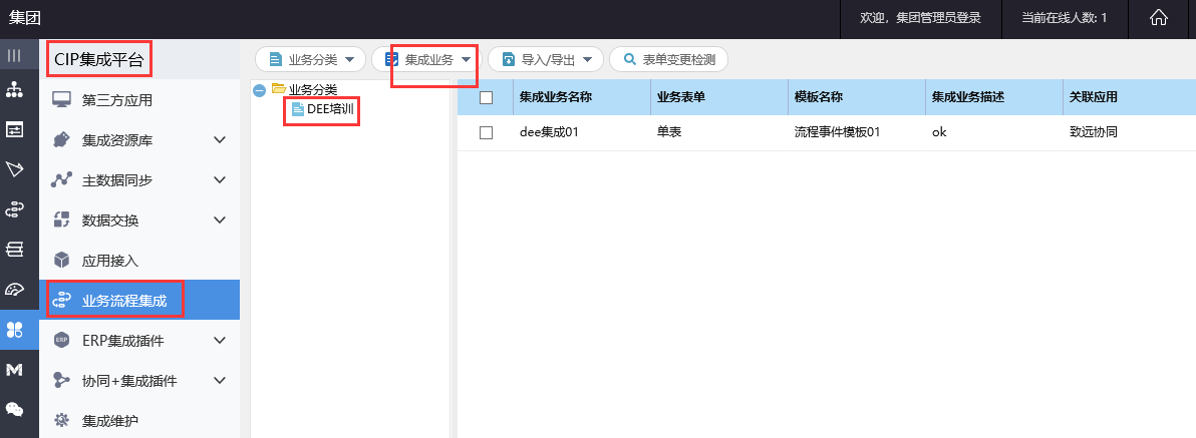 集团
欢迎，集团管理员登录
当前在线人数: 1
CIP集成平台
第三方应用
集成资源库
主数据同步
数据交换
应用接入
业务流程集成
ERP
ERP集成插件
协同+集成插件
集成维护
业务分类
集成业务
导入/导出
表单变更检测
业务分类
DEE培训
集成业务名称 业务表单 模板名称 集成业务描述 关联应用
dee集成01 单表 流程事件模板01 ok 致远协同